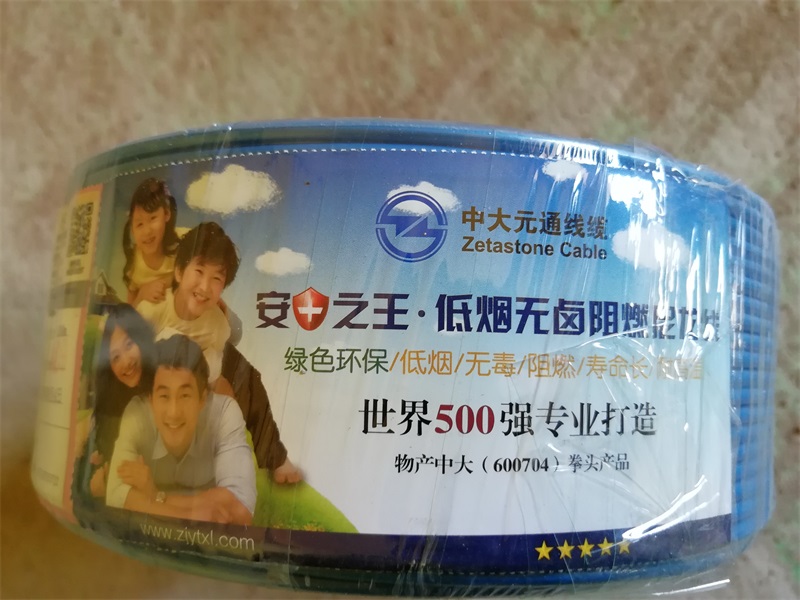 中大元通线缆
Zetastone Cable
安之王·低烟无卤阻燃
绿色环保/低烟/无毒/阻燃/寿命长
世界500强专业打造
物产中大(600704)拳头产品
www.ziytxl.com